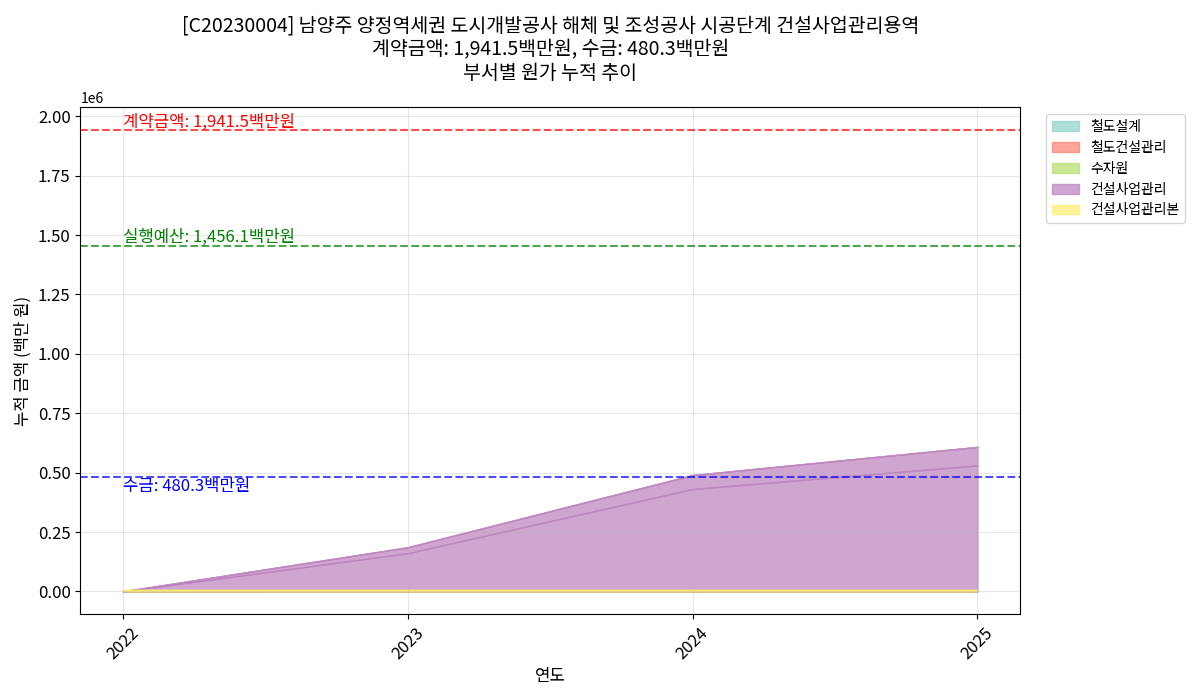 [C20230004] 남양주 양정역세권 도시개발공사 해체 및 조성공사 시공단계 건설사업관리용역
계약금액: 1,941.5백만원, 수금: 480.3백만원
부서별 원가 누적 추이
1e6
2.00
1.75
1.50
1.25
1.00
0.75
0.50
0.25
0.00
누적 금액 (백만 원)
계약금액: 1,941.5백만원
실행예산: 1,456.1백만원
수금: 480.3백만원
2022
2023
2024
2025
연도
철도설계
철도건설관리
수자원
건설사업관리
건설사업관리본